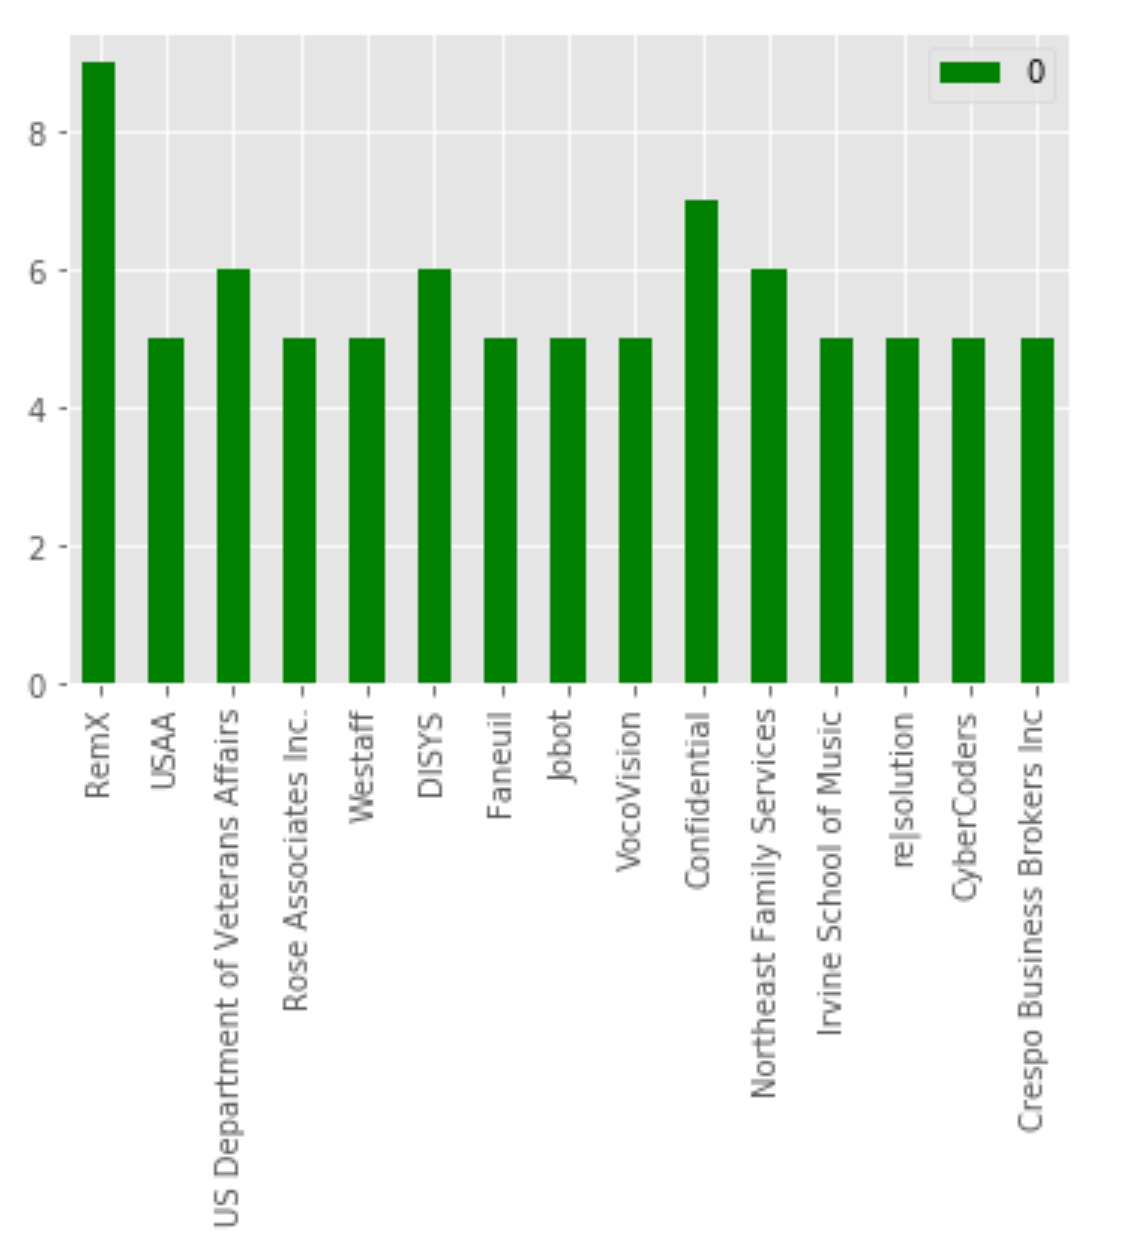 0
8
6
4
2
0
RemX
USAA
US Department of Veterans Affairs
Rose Associates Inc.
Westaff
DISYS
Faneuil
Jobot
VocoVision
Confidential
Northeast Family Services
Irvine School of Music
re|solution
CyberCoders
Crespo Business Brokers Inc